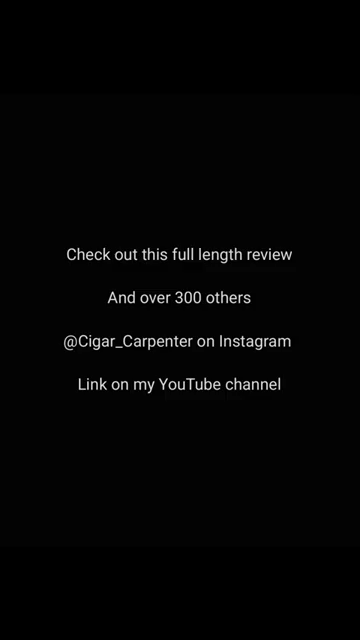 Check out this full length review
And over 300 others
@Cigar_Carpenter on Instagram
Link on my YouTube channel